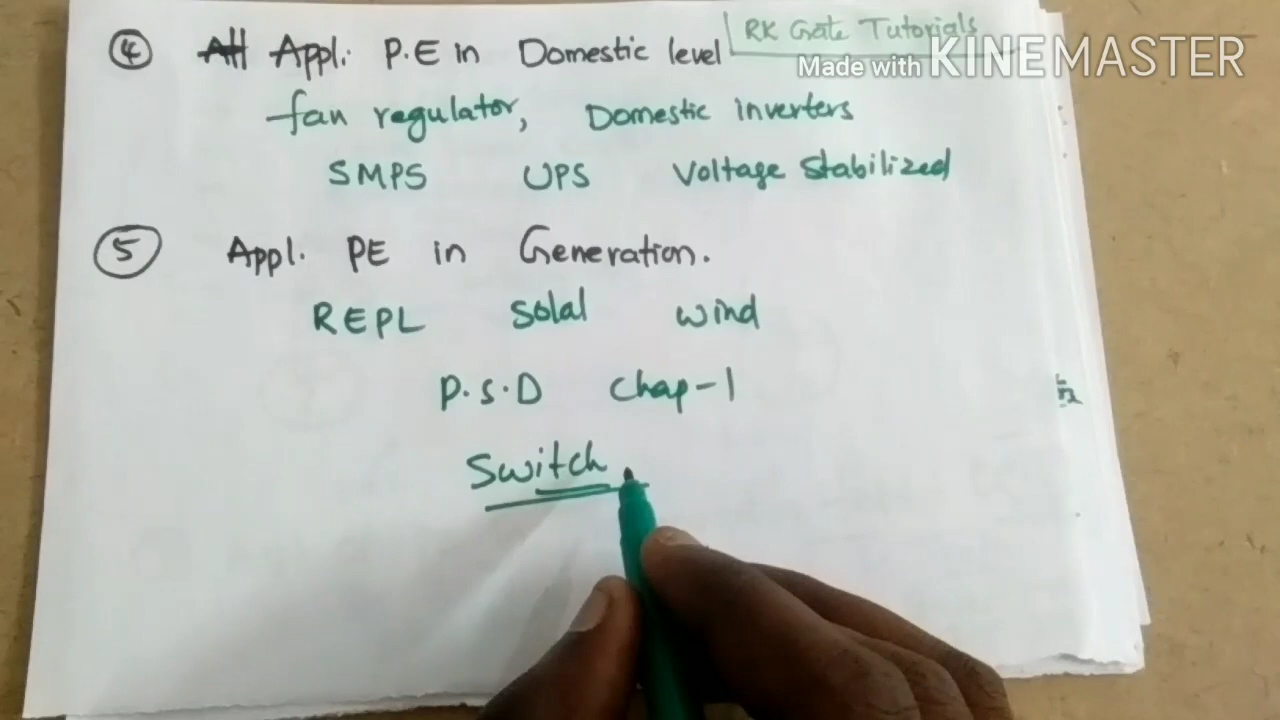 ④ Appl: P.E in Domestic level
RK Gate Tutorials
Made with KINEMASTER
fan regulator, Domestic inverters
SMPS UPS Voltage Stabilized
⑤ Appl. PE in Generation.
REPL Solal wind
P.S.D Chap-1
Switch